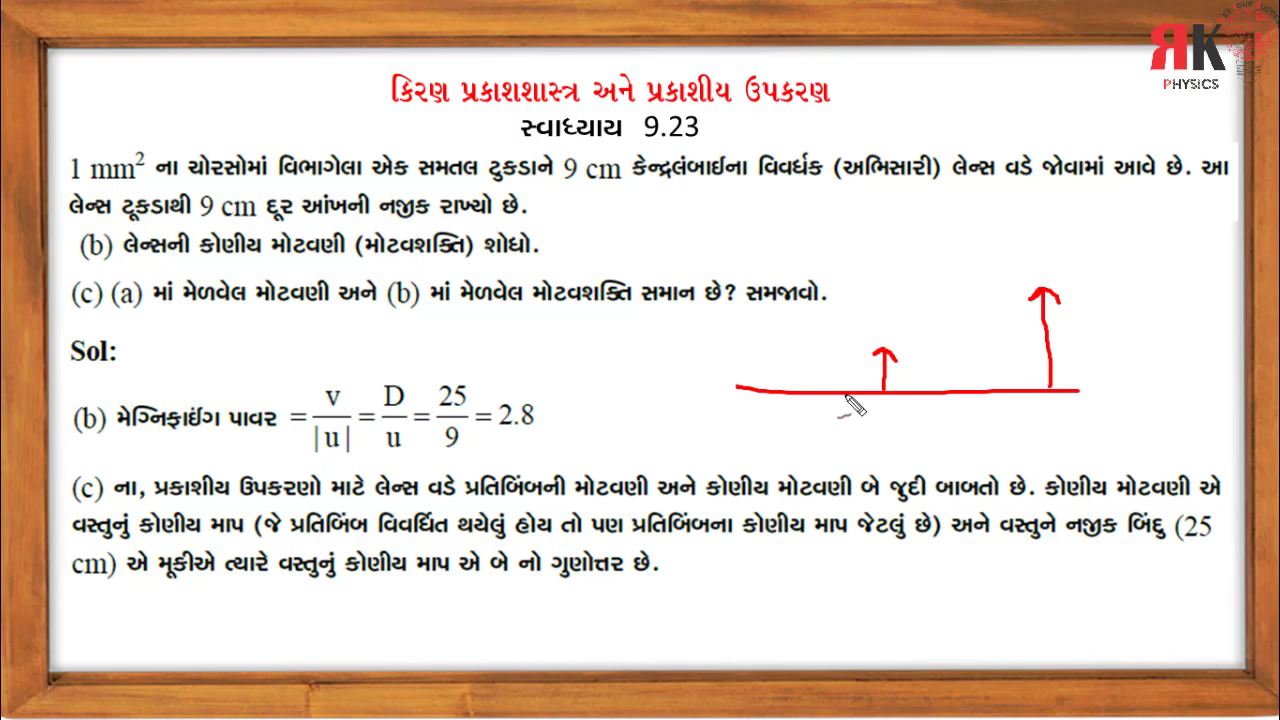 ЯK
PHYSICS
કિરણ પ્રકાશશાસ્ત્ર અને પ્રકાશીય ઉપકરણ
સ્વાધ્યાય 9.23
1 mm² ના ચોરસોમાં વિભાગેલા એક સમતલ ટુકડાને 9 cm કેન્દ્રલંબાઈના વિવર્ધક (અભિસારી) લેન્સ વડે જોવામાં આવે છે. આ
લેન્સ ટૂકડાથી 9 cm દૂર આંખની નજીક રાખ્યો છે.
(b) લેન્સની કોણીય મોટવણી (મોટવશક્તિ) શોધો.
(c) (a) માં મેળવેલ મોટવણી અને (b) માં મેળવેલ મોટવશક્તિ સમાન છે? સમજાવો.
Sol:
(b) મેગ્નિફાઈંગ પાવર = v/|u| = D/u = 25/9 = 2.8
(c) ના, પ્રકાશીય ઉપકરણો માટે લેન્સ વડે પ્રતિબિંબની મોટવણી અને કોણીય મોટવણી બે જુદી બાબતો છે. કોણીય મોટવણી એ
વસ્તુનું કોણીય માપ (જે પ્રતિબિંબ વિવર્ધિત થયેલું હોય તો પણ પ્રતિબિંબના કોણીય માપ જેટલું છે) અને વસ્તુને નજીક બિંદુ (25
cm) એ મૂકીએ ત્યારે વસ્તુનું કોણીય માપ એ બે નો ગુણોત્તર છે.